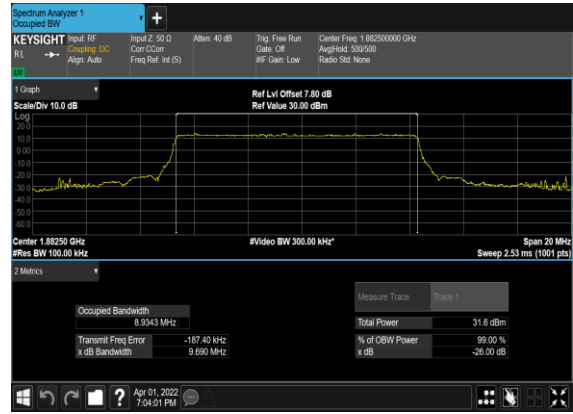 Spectrum Analyzer 1
Occupied BW
+
KEYSIGHT Input: RF Input Z: 50 Ω Atten: 40 dB Trig: Free Run Center Freq: 1.882500000 GHz
R L Coupling: DC Corr CCorr Gate: Off Avg|Hold: 500/500
Align: Auto Freq Ref: Int (S) #IF Gain: Low Radio Std: None
1 Graph
Ref Lvl Offset 7.80 dB
Scale/Div 10.0 dB Ref Value 30.00 dBm
Log
20.0
10.0
0.00
-10.0
-20.0
-30.0
-40.0
-50.0
-60.0
Center 1.88250 GHz #Video BW 300.00 kHz* Span 20 MHz
#Res BW 100.00 kHz Sweep 2.53 ms (1001 pts)
2 Metrics
Measure Trace Trace 1
Occupied Bandwidth
8.9343 MHz Total Power 31.6 dBm
Transmit Freq Error -187.40 kHz % of OBW Power 99.00 %
x dB Bandwidth 9.690 MHz x dB -26.00 dB
? Apr 01, 2022
7:04:01 PM